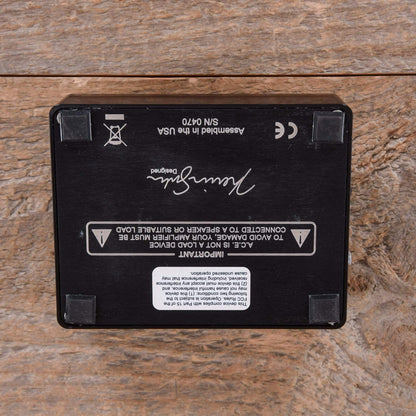 This device complies with Part 15 of the
FCC Rules. Operation is subject to the
following two conditions: (1) this device
may not cause harmful interference, and
(2) this device must accept interference
received, including interference that may
cause undesired operation.
IMPORTANT
A.C.E. IS NOT A LOAD DEVICE
TO AVOID DAMAGE, YOUR AMPLIFIER MUST BE
CONNECTED TO A SPEAKER OR SUITABLE LOAD
Designed
CE
Assembled in the USA
S/N 0470